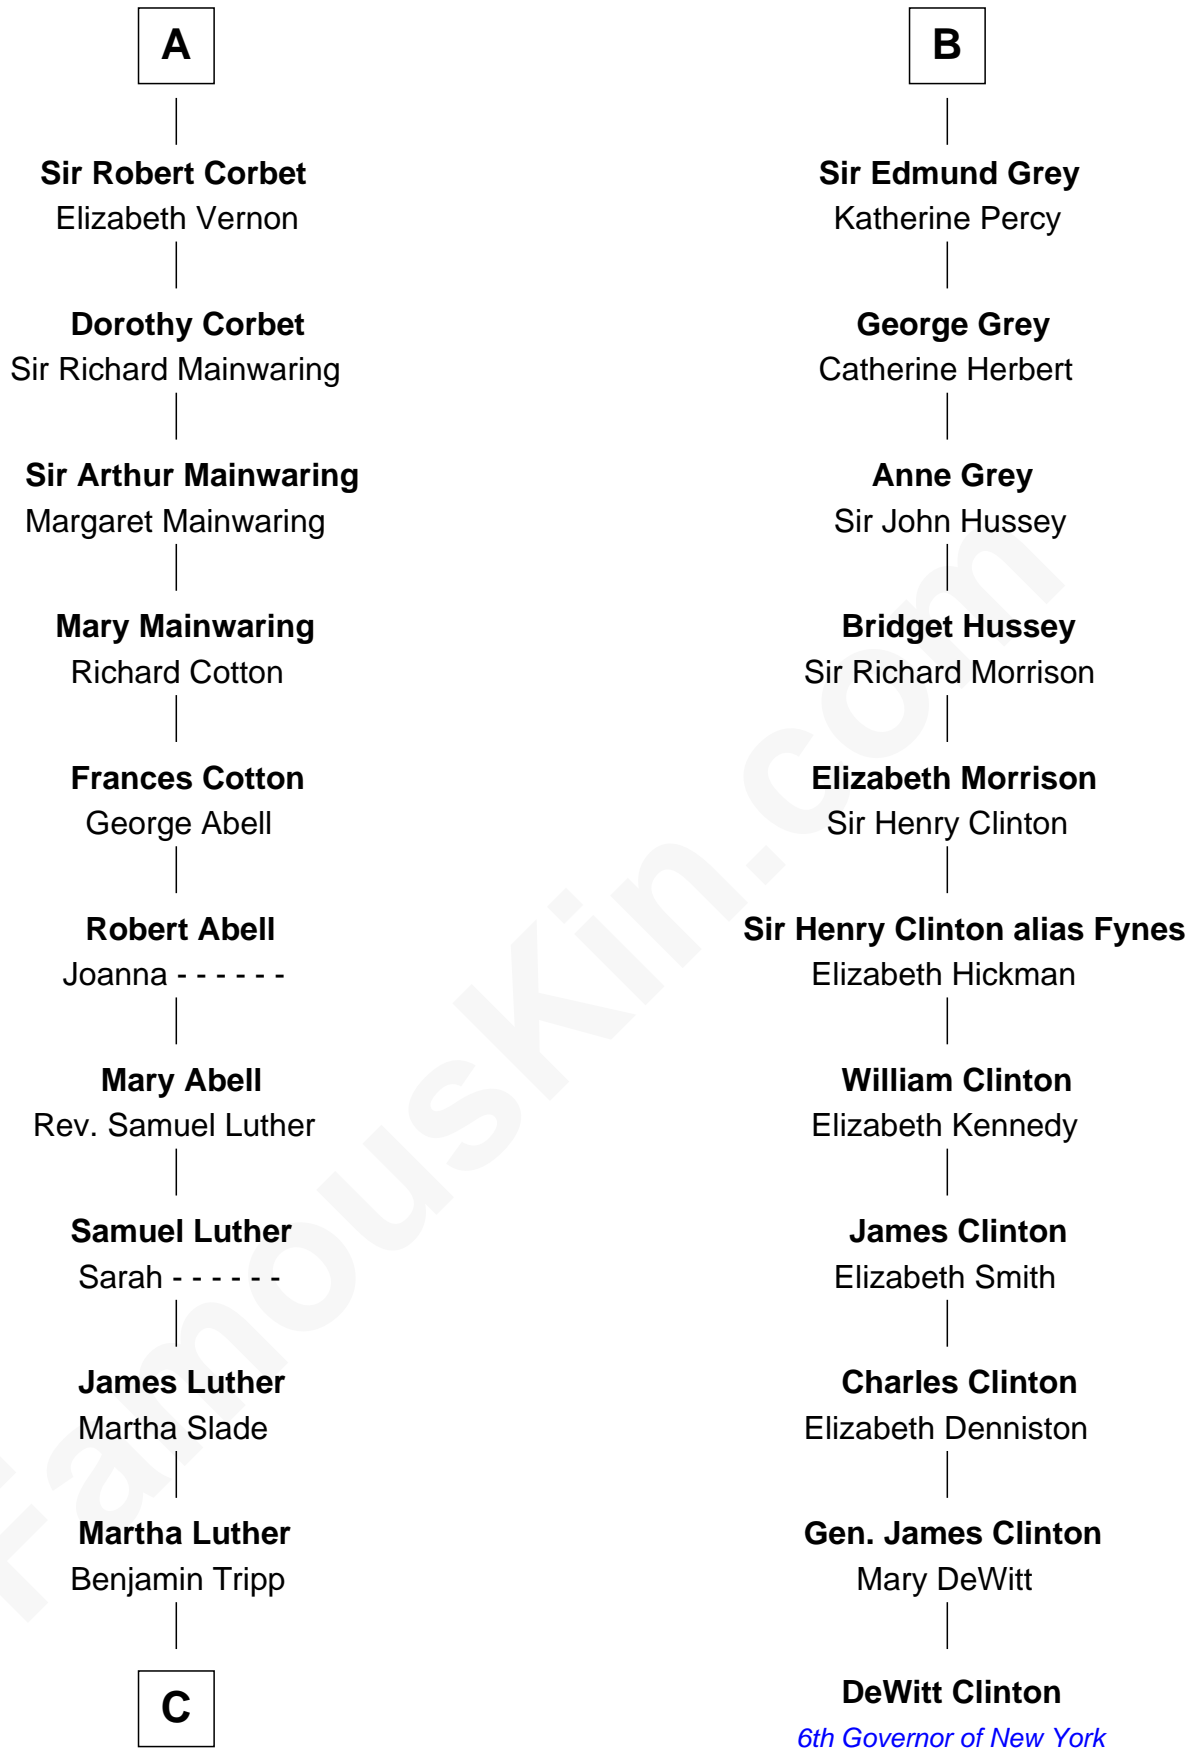 A
Sir Robert Corbet
Elizabeth Vernon
Dorothy Corbet
Sir Richard Mainwaring
Sir Arthur Mainwaring
Margaret Mainwaring
Mary Mainwaring
Richard Cotton
Frances Cotton
George Abell
Robert Abell
Joanna - - - - - -
Mary Abell
Rev. Samuel Luther
Samuel Luther
Sarah - - - - - -
James Luther
Martha Slade
Martha Luther
Benjamin Tripp
C
B
Sir Edmund Grey
Katherine Percy
George Grey
Catherine Herbert
Anne Grey
Sir John Hussey
Bridget Hussey
Sir Richard Morrison
Elizabeth Morrison
Sir Henry Clinton
Sir Henry Clinton alias Fynes
Elizabeth Hickman
William Clinton
Elizabeth Kennedy
James Clinton
Elizabeth Smith
Charles Clinton
Elizabeth Denniston
Gen. James Clinton
Mary DeWitt
DeWitt Clinton
6th Governor of New York
FamousKin.com